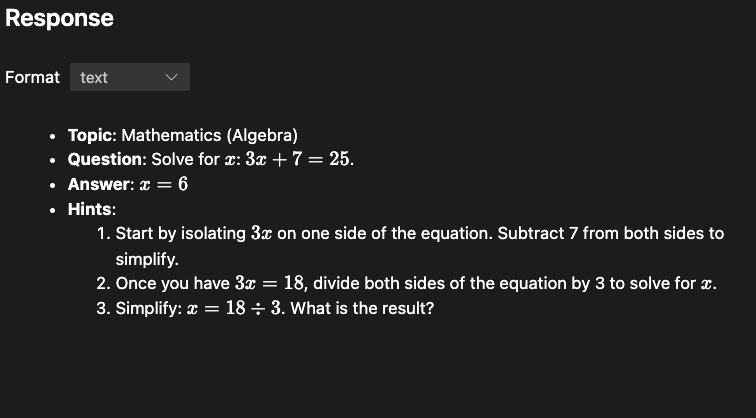 Response
Format text
• Topic: Mathematics (Algebra)
• Question: Solve for x: 3x + 7 = 25.
• Answer: x = 6
• Hints:
1. Start by isolating 3x on one side of the equation. Subtract 7 from both sides to
simplify.
2. Once you have 3x = 18, divide both sides of the equation by 3 to solve for x.
3. Simplify: x = 18 ÷ 3. What is the result?